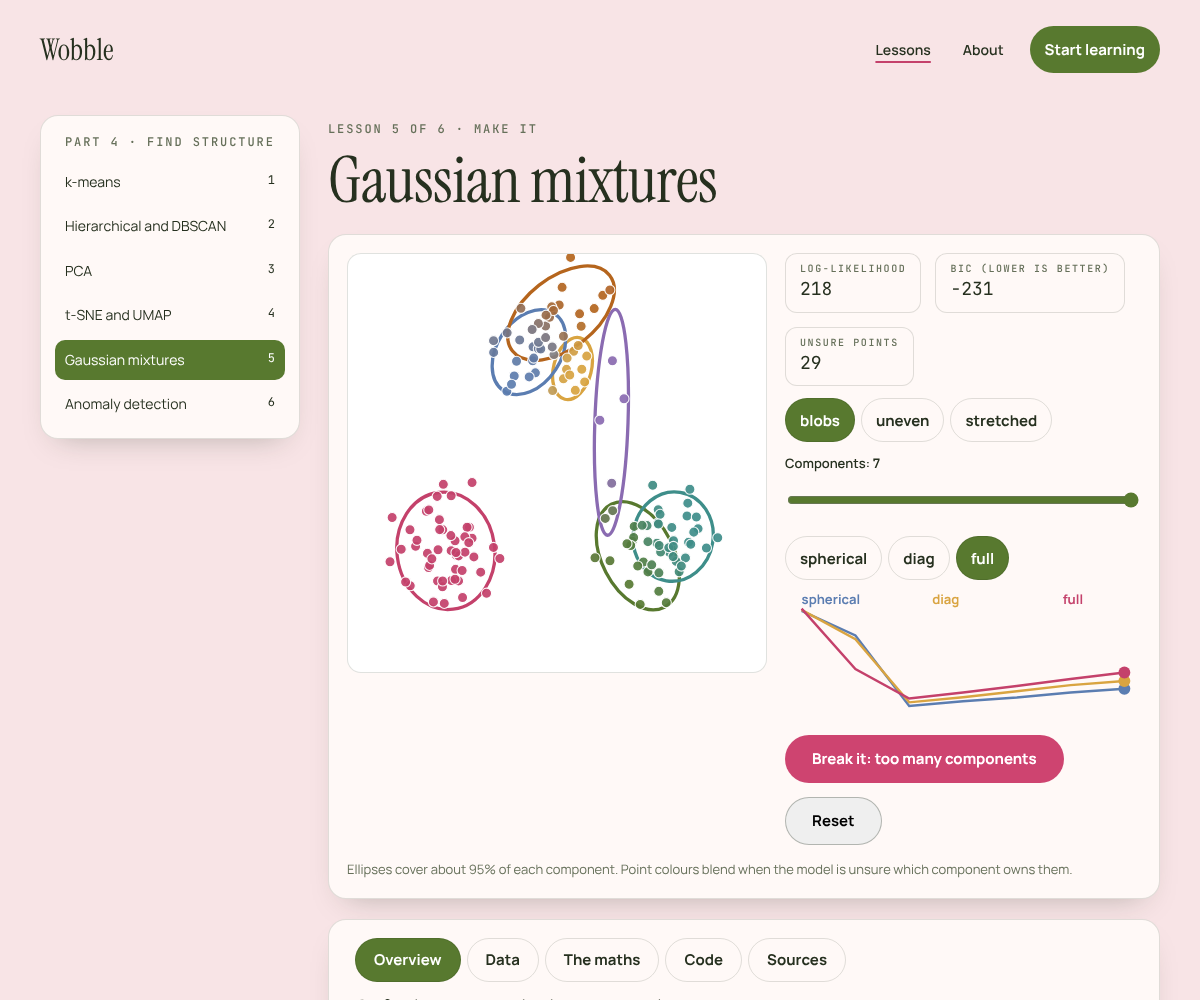 Wobble
Lessons
About
Start learning
PART 4 · FIND STRUCTURE
k-means 1
Hierarchical and DBSCAN 2
PCA 3
t-SNE and UMAP 4
Gaussian mixtures 5
Anomaly detection 6
LESSON 5 OF 6 · MAKE IT
Gaussian mixtures
LOG-LIKELIHOOD
218
BIC (LOWER IS BETTER)
-231
UNSURE POINTS
29
blobs
uneven
stretched
Components: 7
spherical
diag
full
spherical
diag
full
Break it: too many components
Reset
Ellipses cover about 95% of each component. Point colours blend when the model is unsure which component owns them.
Overview
Data
The maths
Code
Sources